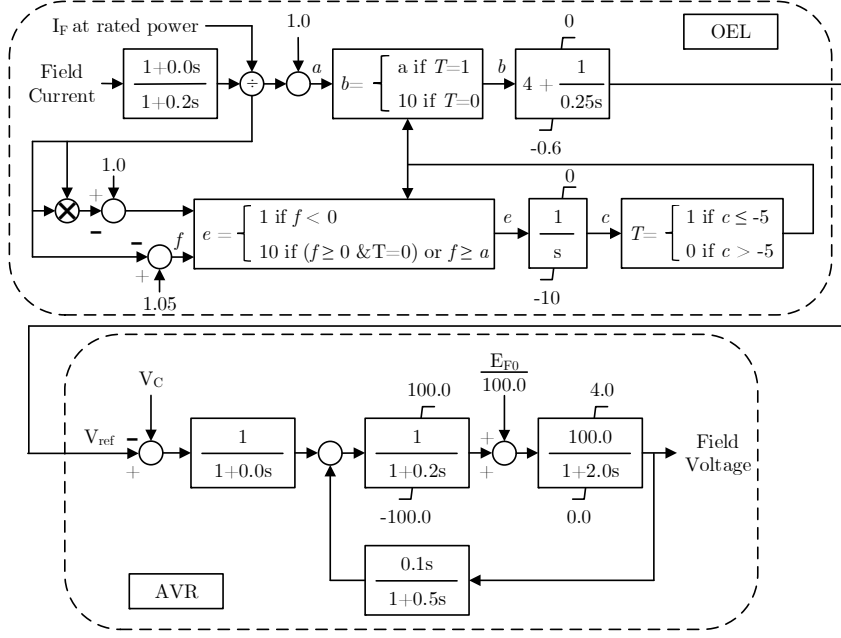 I_F at rated power
1.0
0
OEL
Field
Current
1+0.0s
1+0.2s
÷
a
b=
a if T=1
10 if T=0
b
4 + 1
0.25s
-0.6
1.0
+
−
0
e =
1 if f < 0
10 if (f ≥ 0 &T=0) or f ≥ a
e
1
s
c
T=
1 if c ≤ -5
0 if c > -5
−
f
+
1.05
-10
V_C
100.0
E_F0
100.0
4.0
V_ref
−
+
1
1+0.0s
1
1+0.2s
+
+
100.0
1+2.0s
Field
Voltage
-100.0
0.0
0.1s
1+0.5s
AVR